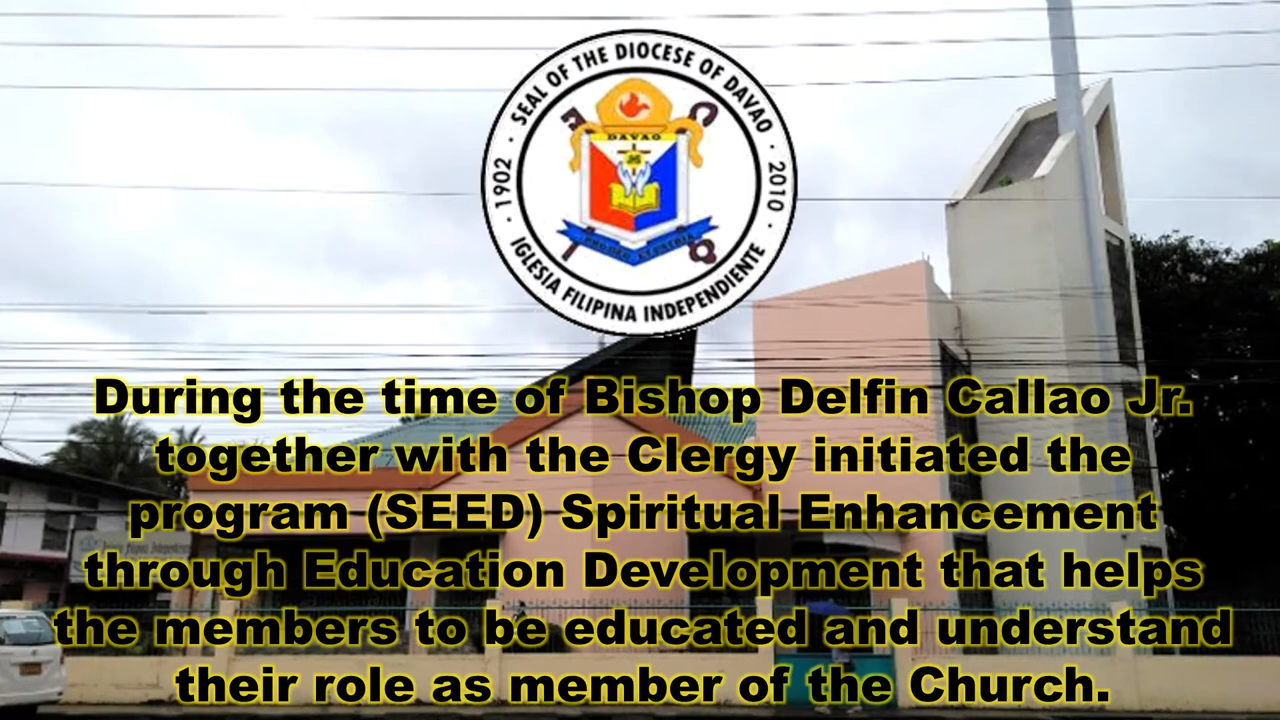 SEAL OF THE DIOCESE OF DAVAO
1902
2010
IGLESIA FILIPINA INDEPENDIENTE
DAVAO
During the time of Bishop Delfin Callao Jr.
together with the Clergy initiated the
program (SEED) Spiritual Enhancement
through Education Development that helps
the members to be educated and understand
their role as member of the Church.